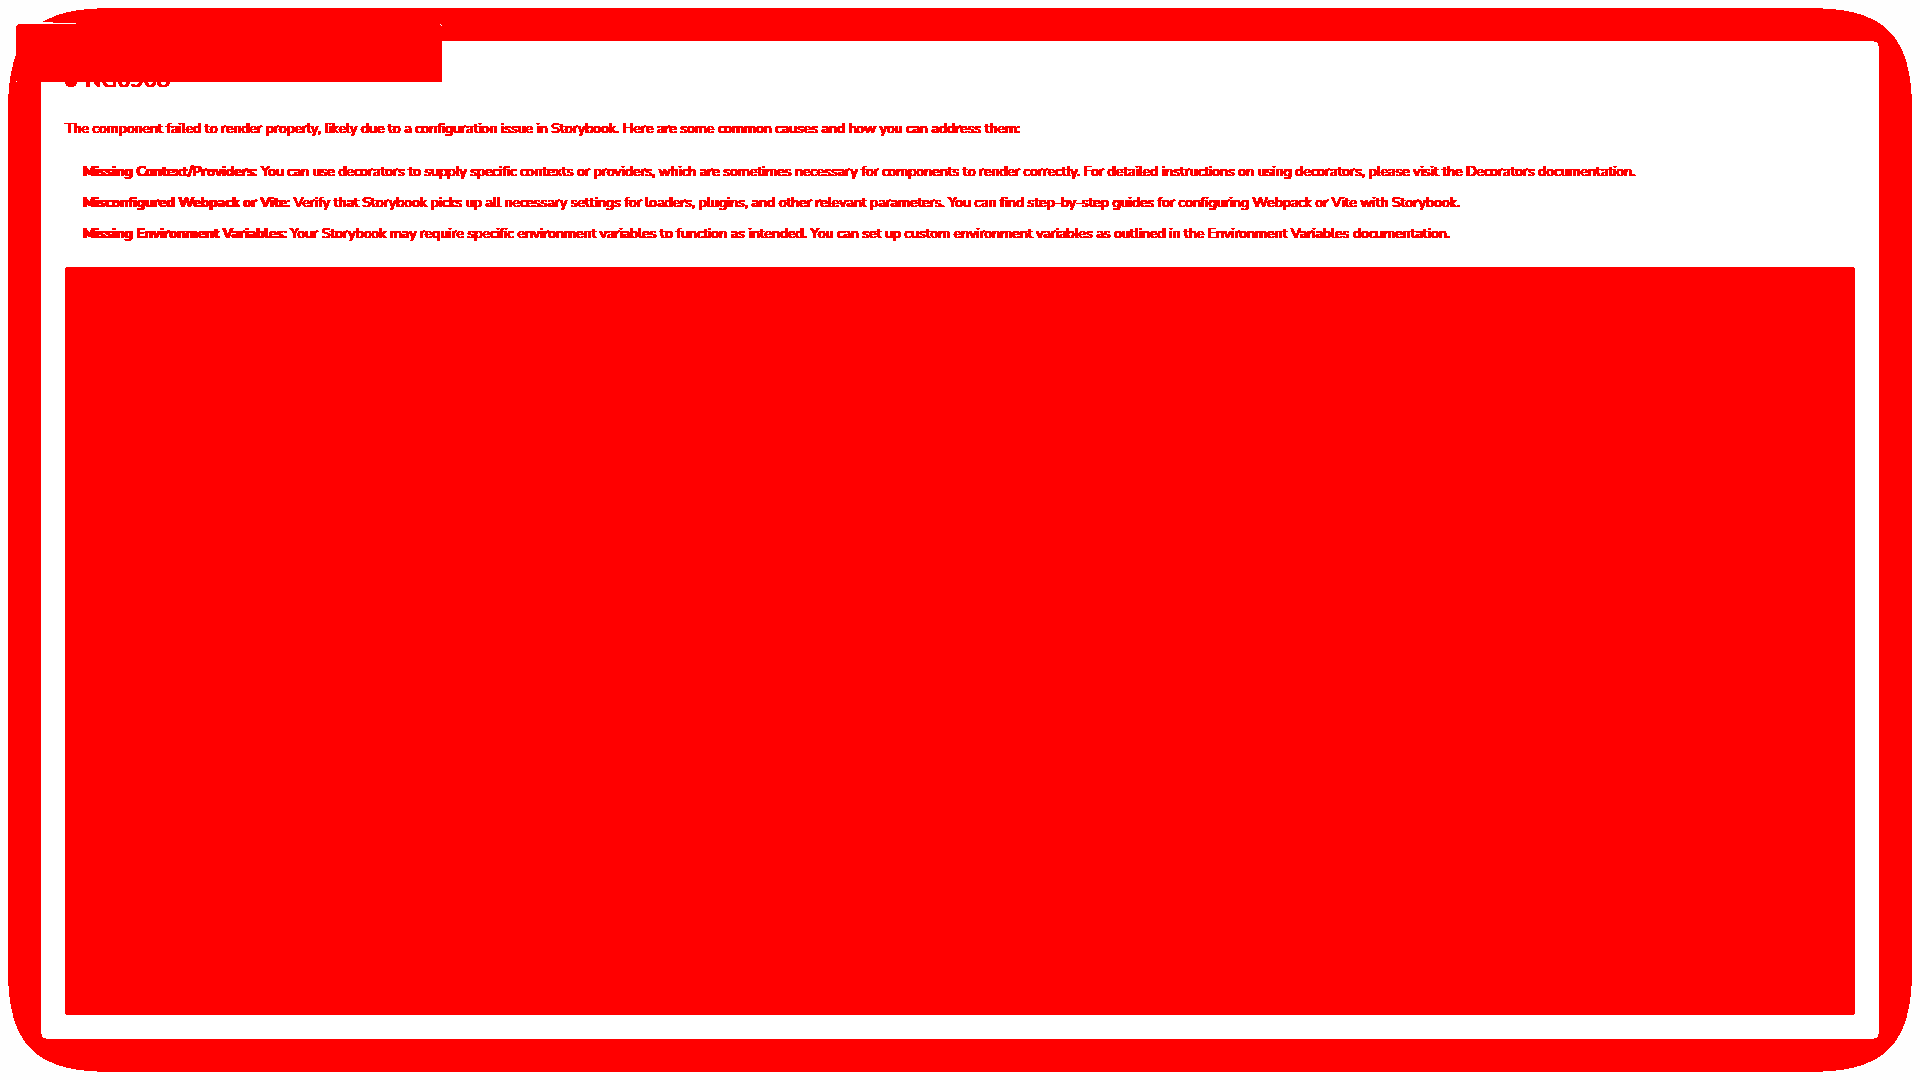 The component failed to render properly, likely due to a configuration issue in Storybook. Here are some common causes and how you can address them:
Missing Context/Providers: You can use decorators to supply specific contexts or providers, which are sometimes necessary for components to render correctly. For detailed instructions on using decorators, please visit the Decorators documentation.
Misconfigured Webpack or Vite: Verify that Storybook picks up all necessary settings for loaders, plugins, and other relevant parameters. You can find step-by-step guides for configuring Webpack or Vite with Storybook.
Missing Environment Variables: Your Storybook may require specific environment variables to function as intended. You can set up custom environment variables as outlined in the Environment Variables documentation.